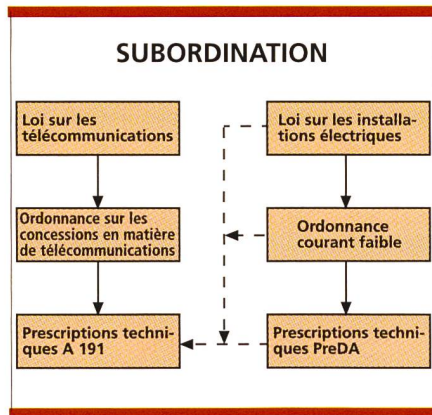 SUBORDINATION
Loi sur les
télécommunications
Loi sur les installa-
tions électriques
Ordonnance sur les
concessions en matière
de télécommunications
Ordonnance
courant faible
Prescriptions techni-
ques A 191
Prescriptions techni-
ques PreDA